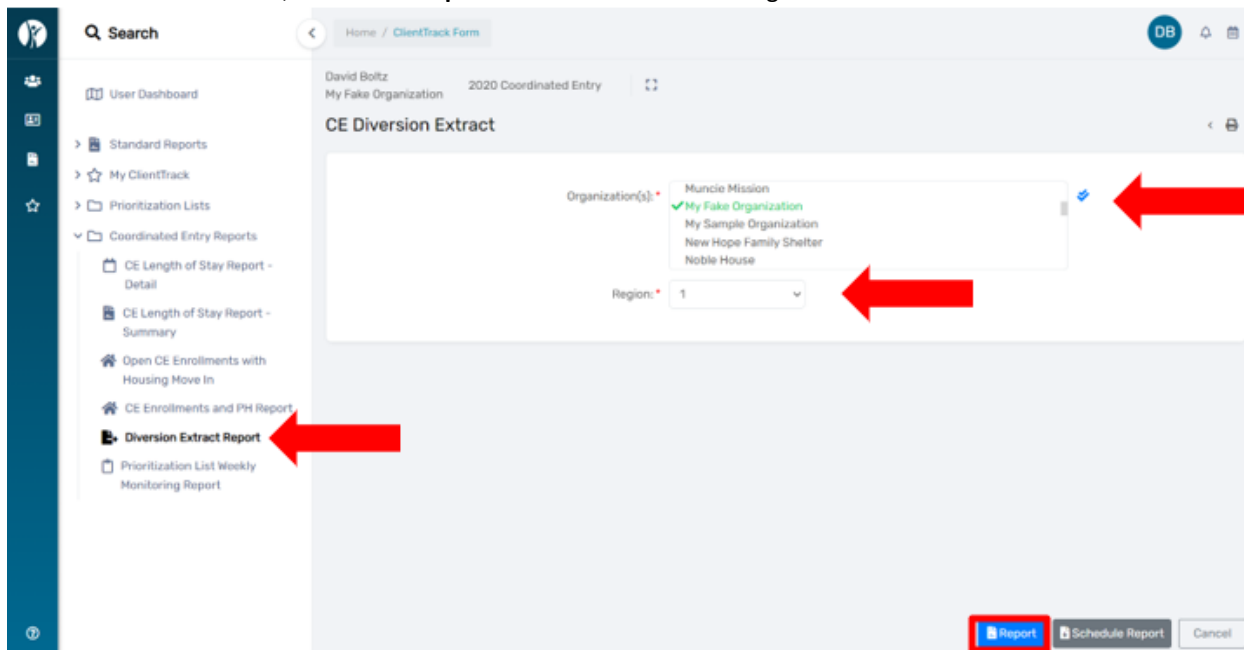 Search
Home / ClientTrack Form
DB
User Dashboard
David Boltz
My Fake Organization
2020 Coordinated Entry
CE Diversion Extract
Standard Reports
My ClientTrack
Prioritization Lists
Coordinated Entry Reports
CE Length of Stay Report -
Detail
CE Length of Stay Report -
Summary
Open CE Enrollments with
Housing Move In
CE Enrollments and PH Report
Diversion Extract Report
Prioritization List Weekly
Monitoring Report
Organization(s): *
Muncie Mission
My Fake Organization
My Sample Organization
New Hope Family Shelter
Noble House
Region: *
1
Report
Schedule Report
Cancel